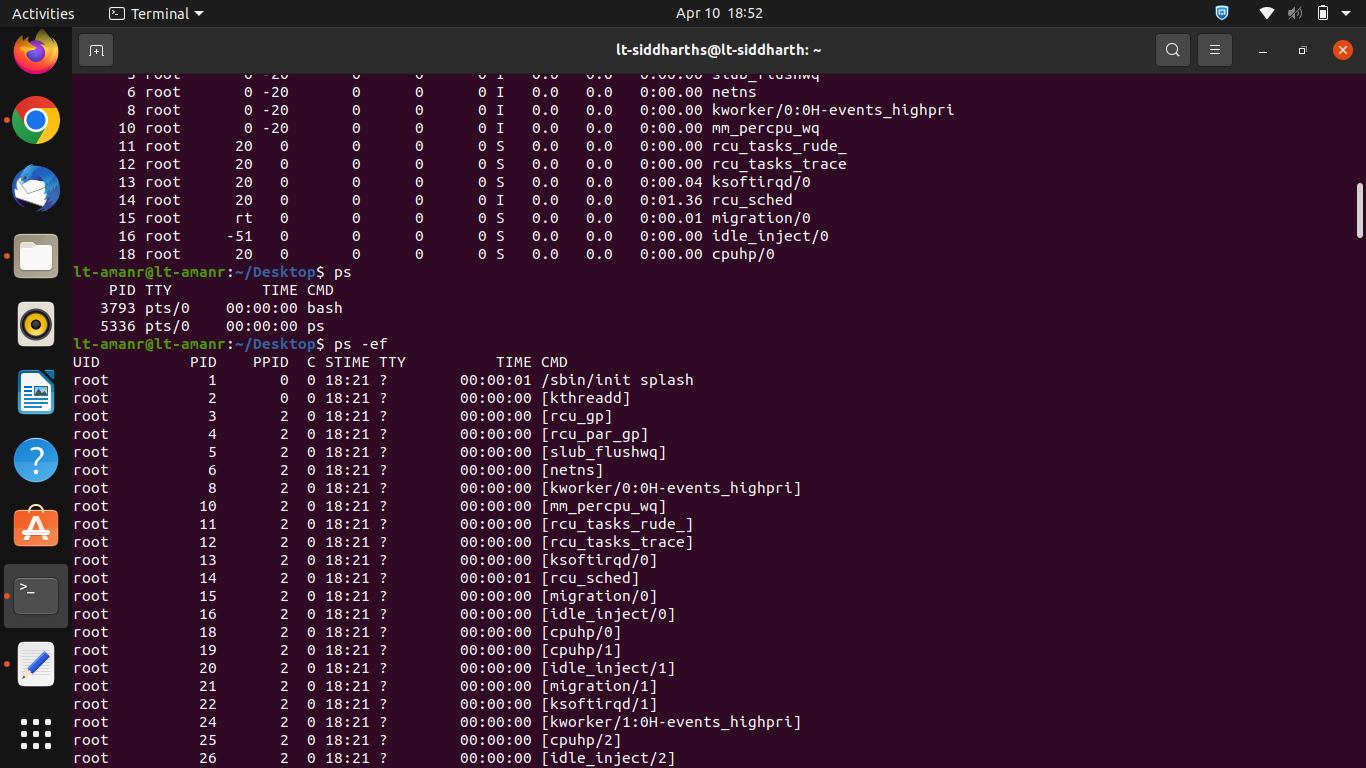 Activities Terminal Apr 10 18:52
lt-siddharths@lt-siddharth: ~
5 root 0 -20 0 0 0 I 0.0 0.0 0:00.00 slub_flushwq
6 root 0 -20 0 0 0 I 0.0 0.0 0:00.00 netns
8 root 0 -20 0 0 0 I 0.0 0.0 0:00.00 kworker/0:0H-events_highpri
10 root 0 -20 0 0 0 I 0.0 0.0 0:00.00 mm_percpu_wq
11 root 20 0 0 0 0 S 0.0 0.0 0:00.00 rcu_tasks_rude_
12 root 20 0 0 0 0 S 0.0 0.0 0:00.00 rcu_tasks_trace
13 root 20 0 0 0 0 S 0.0 0.0 0:00.04 ksoftirqd/0
14 root 20 0 0 0 0 I 0.0 0.0 0:01.36 rcu_sched
15 root rt 0 0 0 0 S 0.0 0.0 0:00.01 migration/0
16 root -51 0 0 0 0 S 0.0 0.0 0:00.00 idle_inject/0
18 root 20 0 0 0 0 S 0.0 0.0 0:00.00 cpuhp/0
lt-amanr@lt-amanr:~/Desktop$ ps
PID TTY TIME CMD
3793 pts/0 00:00:00 bash
5336 pts/0 00:00:00 ps
lt-amanr@lt-amanr:~/Desktop$ ps -ef
UID PID PPID C STIME TTY TIME CMD
root 1 0 0 18:21 ? 00:00:01 /sbin/init splash
root 2 0 0 18:21 ? 00:00:00 [kthreadd]
root 3 2 0 18:21 ? 00:00:00 [rcu_gp]
root 4 2 0 18:21 ? 00:00:00 [rcu_par_gp]
root 5 2 0 18:21 ? 00:00:00 [slub_flushwq]
root 6 2 0 18:21 ? 00:00:00 [netns]
root 8 2 0 18:21 ? 00:00:00 [kworker/0:0H-events_highpri]
root 10 2 0 18:21 ? 00:00:00 [mm_percpu_wq]
root 11 2 0 18:21 ? 00:00:00 [rcu_tasks_rude_]
root 12 2 0 18:21 ? 00:00:00 [rcu_tasks_trace]
root 13 2 0 18:21 ? 00:00:00 [ksoftirqd/0]
root 14 2 0 18:21 ? 00:00:01 [rcu_sched]
root 15 2 0 18:21 ? 00:00:00 [migration/0]
root 16 2 0 18:21 ? 00:00:00 [idle_inject/0]
root 18 2 0 18:21 ? 00:00:00 [cpuhp/0]
root 19 2 0 18:21 ? 00:00:00 [cpuhp/1]
root 20 2 0 18:21 ? 00:00:00 [idle_inject/1]
root 21 2 0 18:21 ? 00:00:00 [migration/1]
root 22 2 0 18:21 ? 00:00:00 [ksoftirqd/1]
root 24 2 0 18:21 ? 00:00:00 [kworker/1:0H-events_highpri]
root 25 2 0 18:21 ? 00:00:00 [cpuhp/2]
root 26 2 0 18:21 ? 00:00:00 [idle_inject/2]